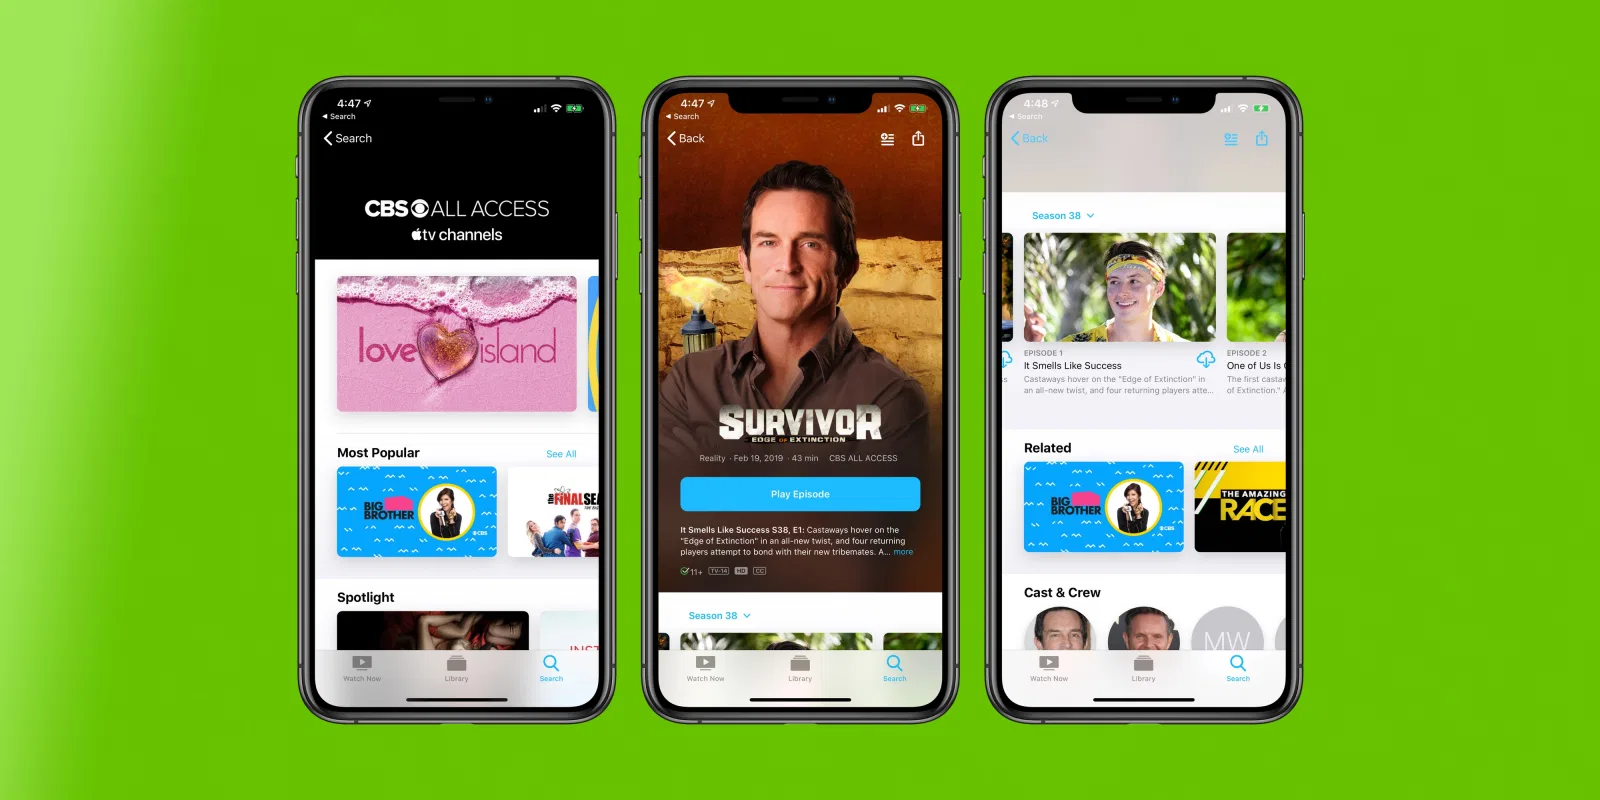 4:47
Search
Search
CBS ALL ACCESS
tv channels
love island
Most Popular
See All
BIG
BROTHER
CBS
the FINAL SEA
Spotlight
INST
Watch Now
Library
Search
4:47
Search
Back
SURVIVOR
EDGE OF EXTINCTION
Reality · Feb 19, 2019 · 43 min CBS ALL ACCESS
Play Episode
It Smells Like Success S38, E1: Castaways hover on the
"Edge of Extinction" in an all-new twist, and four returning
players attempt to bond with their new tribemates. A... more
11+ TV-14 HD CC
Season 38
Watch Now
Library
Search
4:48
Search
Back
Season 38
EPISODE 1
It Smells Like Success
Castaways hover on the "Edge of Extinction" in
an all-new twist, and four returning players atte...
EPISODE 2
One of Us Is
The first castaw
of Extinction."
Related
See All
BIG
BROTHER
CBS
THE AMAZING
RACE
Cast & Crew
MW
Watch Now
Library
Search